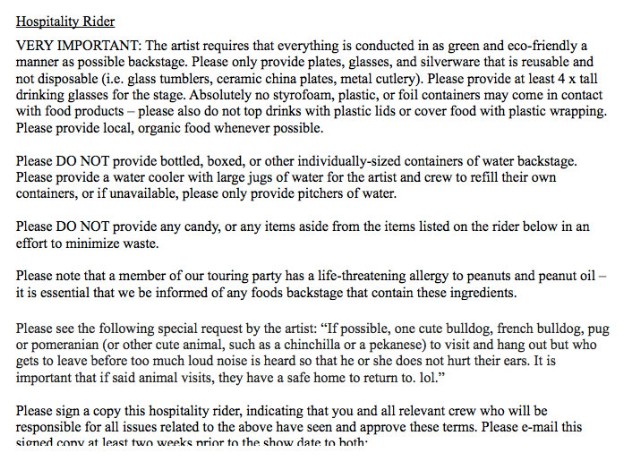 Hospitality Rider
VERY IMPORTANT: The artist requires that everything is conducted in as green and eco-friendly a
manner as possible backstage. Please only provide plates, glasses, and silverware that is reusable and
not disposable (i.e. glass tumblers, ceramic china plates, metal cutlery). Please provide at least 4 x tall
drinking glasses for the stage. Absolutely no styrofoam, plastic, or foil containers may come in contact
with food products – please also do not top drinks with plastic lids or cover food with plastic wrapping.
Please provide local, organic food whenever possible.
Please DO NOT provide bottled, boxed, or other individually-sized containers of water backstage.
Please provide a water cooler with large jugs of water for the artist and crew to refill their own
containers, or if unavailable, please only provide pitchers of water.
Please DO NOT provide any candy, or any items aside from the items listed on the rider below in an
effort to minimize waste.
Please note that a member of our touring party has a life-threatening allergy to peanuts and peanut oil –
it is essential that we be informed of any foods backstage that contain these ingredients.
Please see the following special request by the artist: “If possible, one cute bulldog, french bulldog, pug
or pomeranian (or other cute animal, such as a chinchilla or a pekanese) to visit and hang out but who
gets to leave before too much loud noise is heard so that he or she does not hurt their ears. It is
important that if said animal visits, they have a safe home to return to. lol.”
Please sign a copy this hospitality rider, indicating that you and all relevant crew who will be
responsible for all issues related to the above have seen and approve these terms. Please e-mail this
signed copy at least two weeks prior to the show date to both: